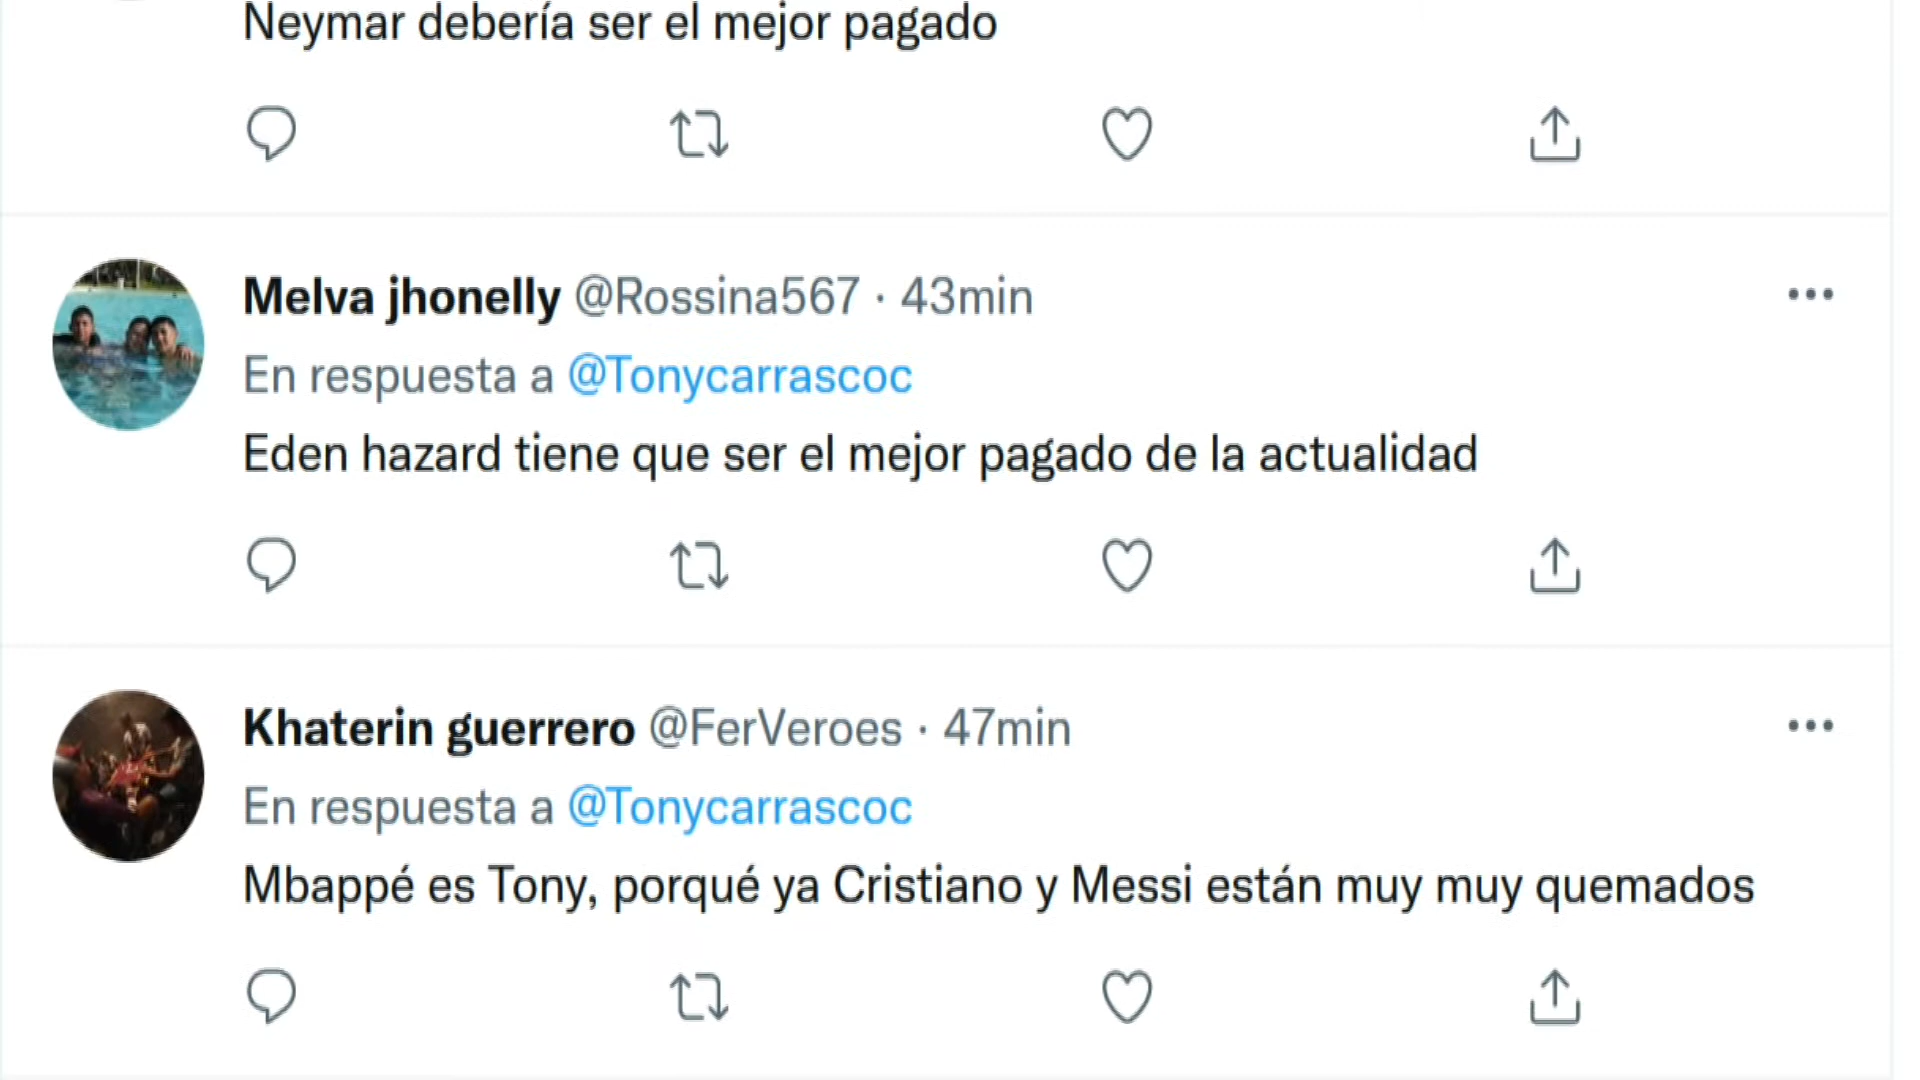 Neymar debería ser el mejor pagado
Melva jhonelly @Rossina567 · 43min
En respuesta a @Tonycarrascoc
Eden hazard tiene que ser el mejor pagado de la actualidad
Khaterin guerrero @FerVeroes · 47min
En respuesta a @Tonycarrascoc
Mbappé es Tony, porqué ya Cristiano y Messi están muy muy quemados